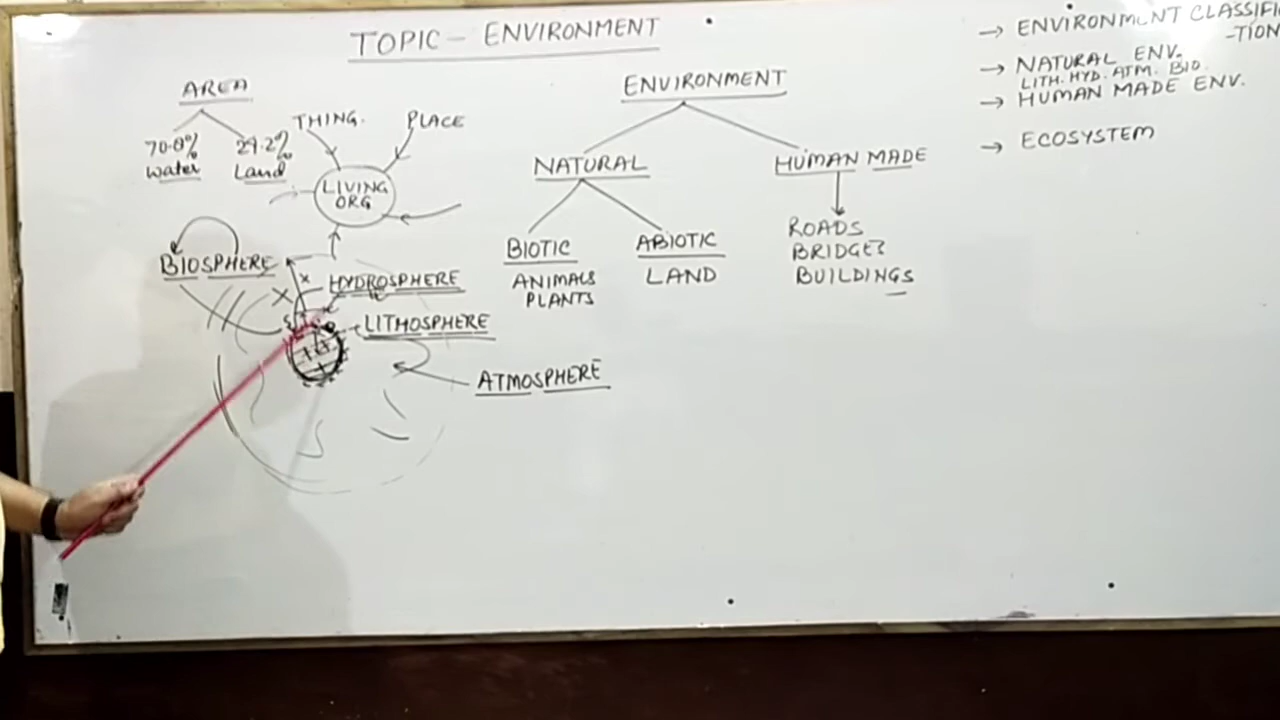 TOPIC - ENVIRONMENT
AREA
70.8% water
29.2% Land
THING.
PLACE
LIVING
ORG
BIOSPHERE
HYDROSPHERE
LITHOSPHERE
ATMOSPHERE
ENVIRONMENT
NATURAL
HUMAN MADE
BIOTIC
ABIOTIC
ANIMALS
PLANTS
LAND
ROADS
BRIDGES
BUILDINGS
→ ENVIRONMENT CLASSIFI
-TION
→ NATURAL ENV.
LITH. HYD. ATM. BIO.
→ HUMAN MADE ENV.
→ ECOSYSTEM